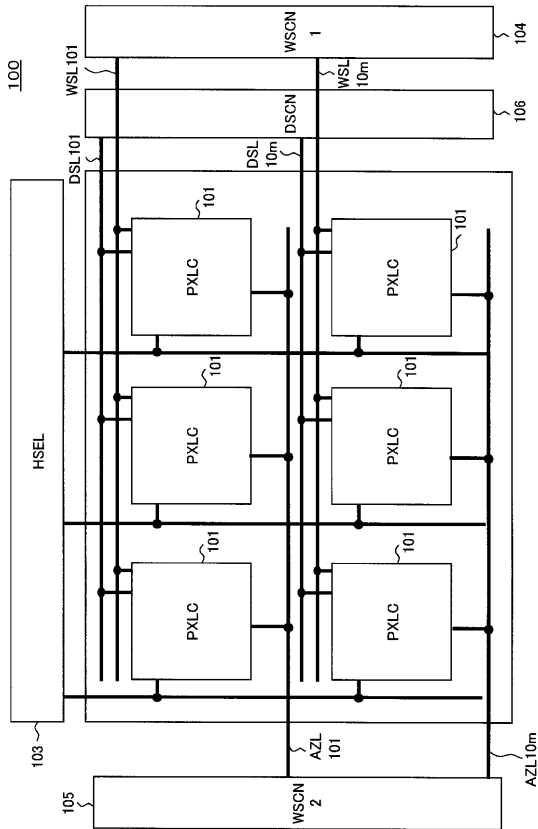 100
HSEL
103
WSCN
1
104
DSCN
106
WSL101
WSL
10m
DSL101
DSL
10m
PXLC
101
PXLC
101
PXLC
101
PXLC
101
PXLC
101
PXLC
101
AZL
101
AZL10m
WSCN
2
105